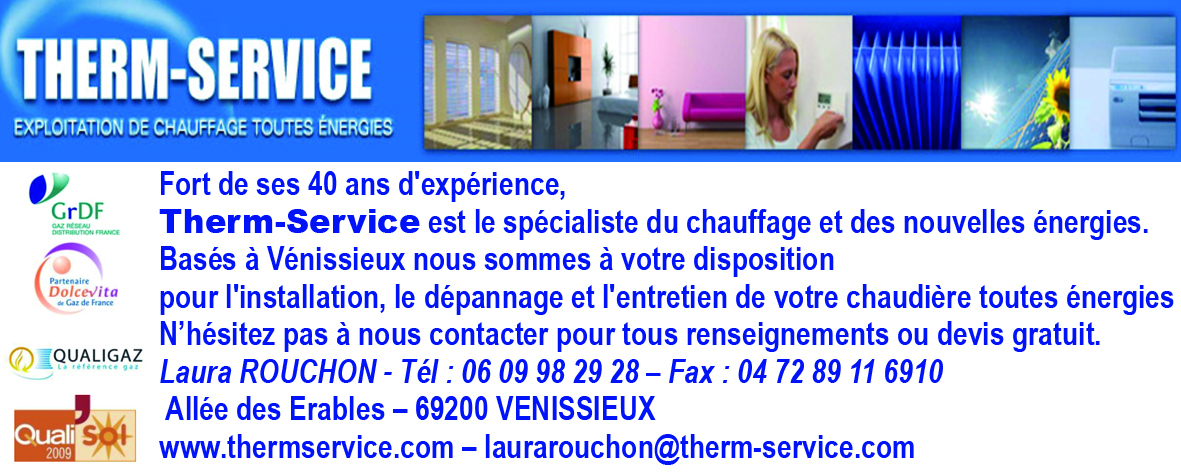 THERM-SERVICE
EXPLOITATION DE CHAUFFAGE TOUTES ÉNERGIES
GrDF
GAZ RÉSEAU
DISTRIBUTION FRANCE
Partenaire
Dolcevita
de Gaz de France
QUALIGAZ
La référence gaz
Quali'Sol
2009
Fort de ses 40 ans d'expérience,
Therm-Service est le spécialiste du chauffage et des nouvelles énergies.
Basés à Vénissieux nous sommes à votre disposition
pour l'installation, le dépannage et l'entretien de votre chaudière toutes énergies
N’hésitez pas à nous contacter pour tous renseignements ou devis gratuit.
Laura ROUCHON - Tél : 06 09 98 29 28 – Fax : 04 72 89 11 6910
Allée des Erables – 69200 VENISSIEUX
www.thermservice.com – laurarouchon@therm-service.com